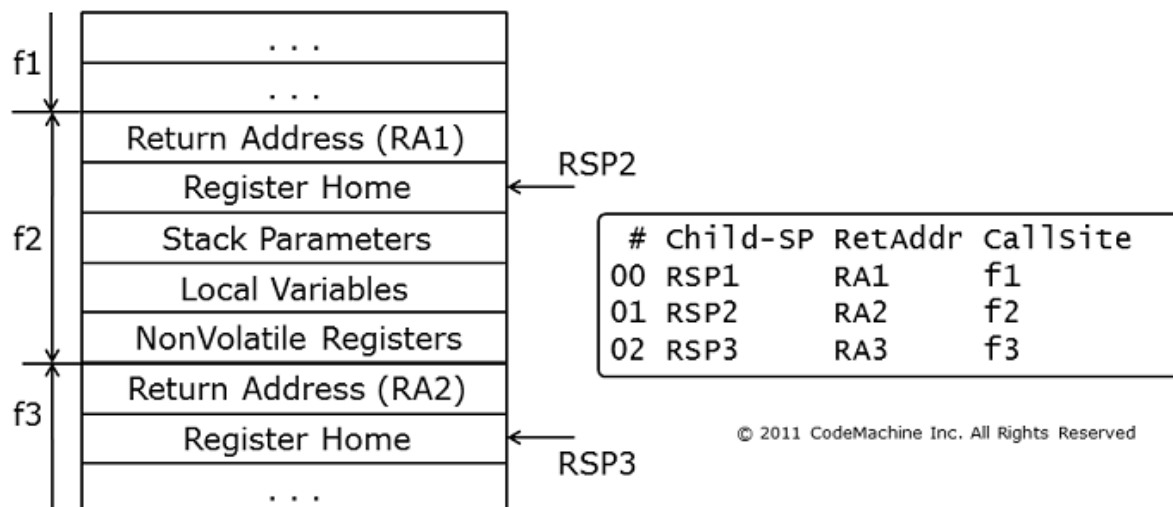 . . .
f1
. . .
Return Address (RA1)
RSP2
Register Home
f2
Stack Parameters
Local Variables
NonVolatile Registers
# Child-SP RetAddr CallSite
00 RSP1 RA1 f1
01 RSP2 RA2 f2
02 RSP3 RA3 f3
Return Address (RA2)
f3
Register Home
RSP3
. . .
© 2011 CodeMachine Inc. All Rights Reserved